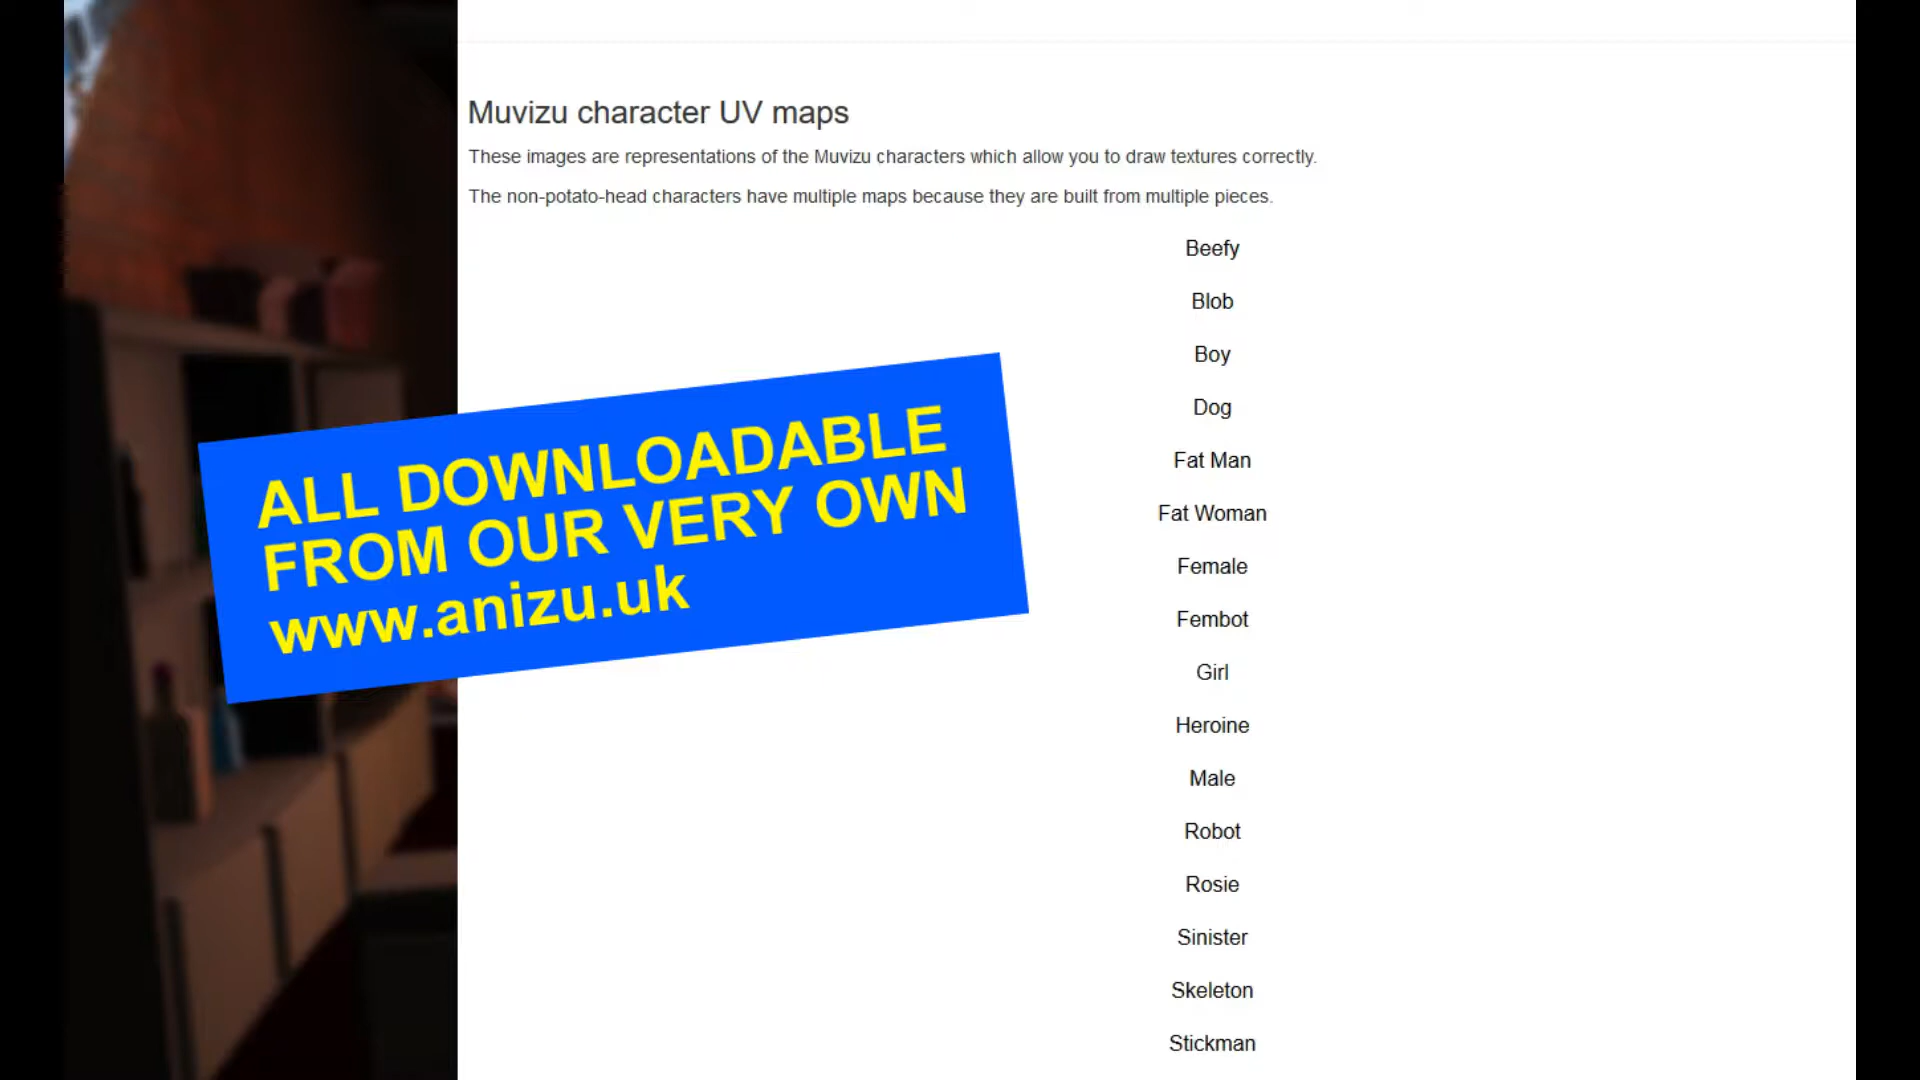 Muvizu character UV maps
These images are representations of the Muvizu characters which allow you to draw textures correctly.
The non-potato-head characters have multiple maps because they are built from multiple pieces.
Beefy
Blob
Boy
Dog
Fat Man
Fat Woman
Female
Fembot
Girl
Heroine
Male
Robot
Rosie
Sinister
Skeleton
Stickman
ALL DOWNLOADABLE
FROM OUR VERY OWN
www.anizu.uk